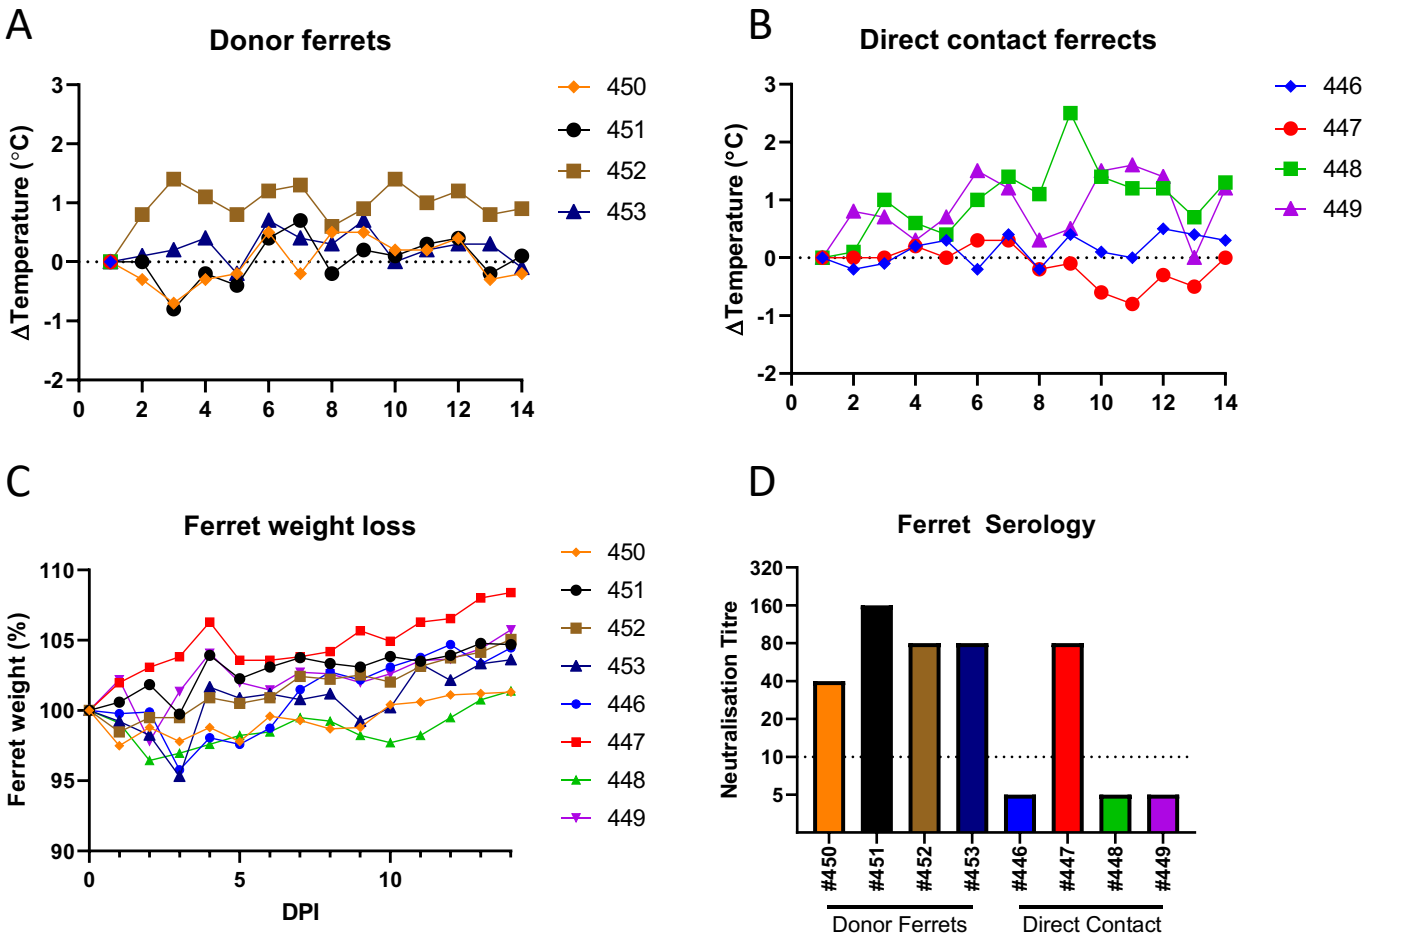 A
Donor ferrets
3
2
1
0
-1
-2
ΔTemperature (°C)
0 2 4 6 8 10 12 14
450
451
452
453
B
Direct contact ferrects
3
2
1
0
-1
-2
ΔTemperature (°C)
0 2 4 6 8 10 12 14
446
447
448
449
C
Ferret weight loss
110
105
100
95
90
Ferret weight (%)
0 5 10
DPI
450
451
452
453
446
447
448
449
D
Ferret Serology
320
160
80
40
20
10
5
Neutralisation Titre
#450 #451 #452 #453 #446 #447 #448 #449
Donor Ferrets Direct Contact